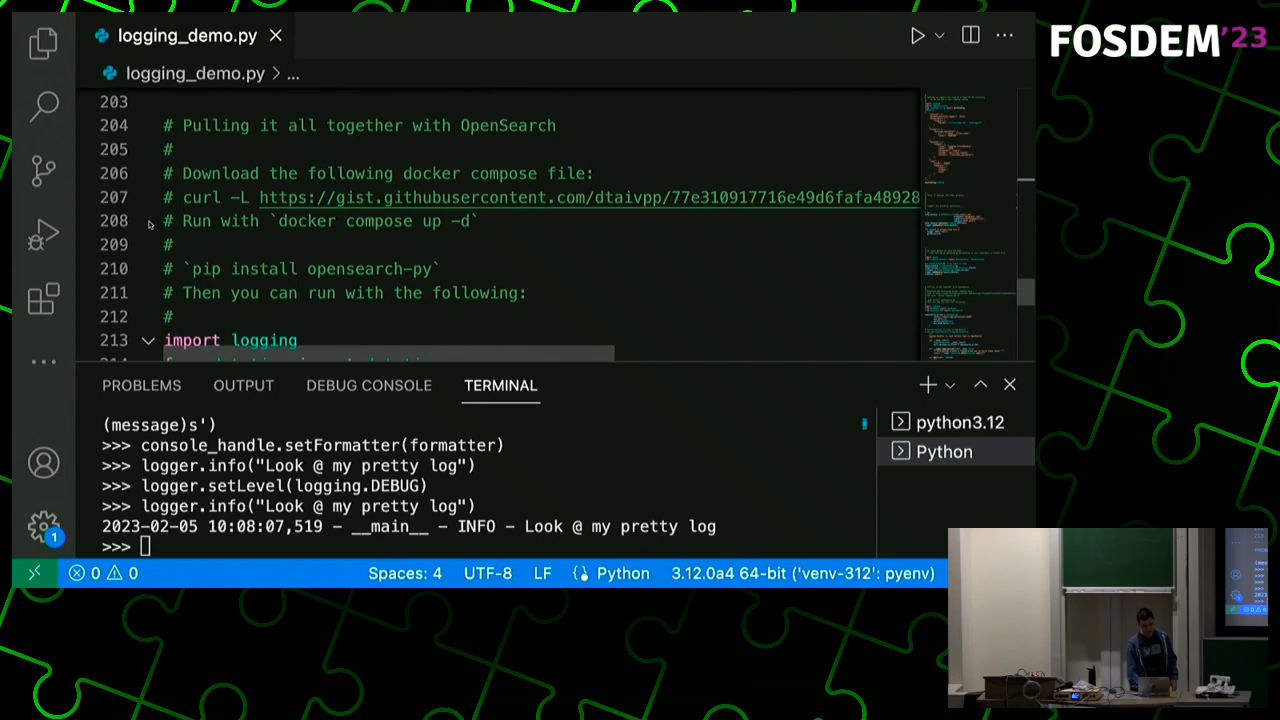 logging_demo.py
FOSDEM'23
logging_demo.py > ...
203
204 # Pulling it all together with OpenSearch
205 #
206 # Download the following docker compose file:
207 # curl -L https://gist.githubusercontent.com/dtaivpp/77e310917716e49d6fafa48928
208 # Run with `docker compose up -d`
209 #
210 # `pip install opensearch-py`
211 # Then you can run with the following:
212 #
213 import logging
PROBLEMS OUTPUT DEBUG CONSOLE TERMINAL
(message)s')
>>> console_handle.setFormatter(formatter)
>>> logger.info("Look @ my pretty log")
>>> logger.setLevel(logging.DEBUG)
>>> logger.info("Look @ my pretty log")
2023-02-05 10:08:07,519 - __main__ - INFO - Look @ my pretty log
>>>
python3.12
Python
1
0 0 Spaces: 4 UTF-8 LF Python 3.12.0a4 64-bit ('venv-312': pyenv)